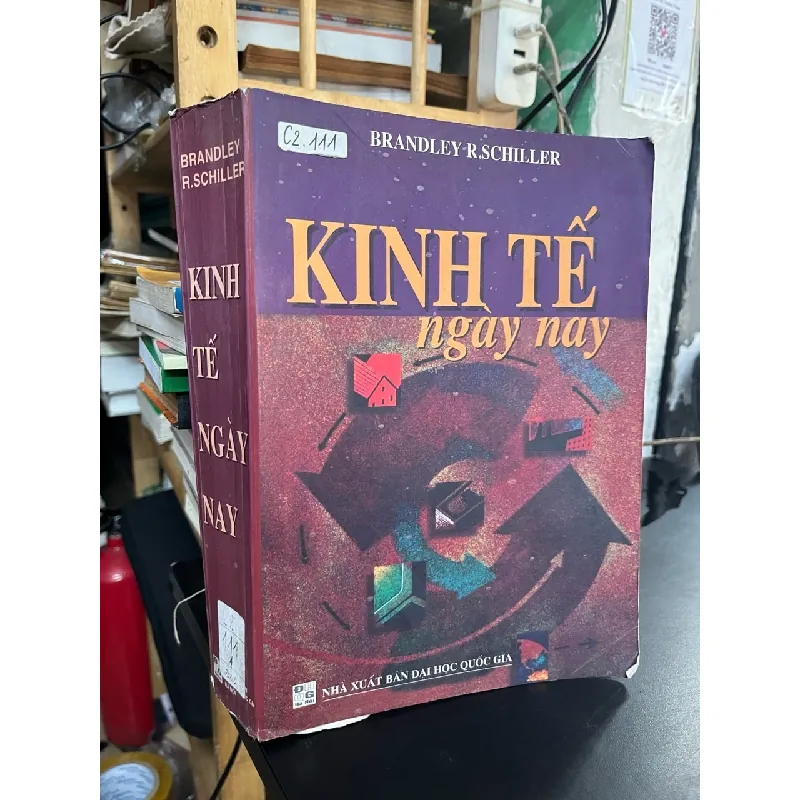 C2.111
BRANDLEY R.SCHILLER
KINH TẾ
ngày nay
NHÀ XUẤT BẢN ĐẠI HỌC QUỐC GIA
BRANDLEY
R.SCHILLER
KINH
TẾ
NGÀY
NAY
111